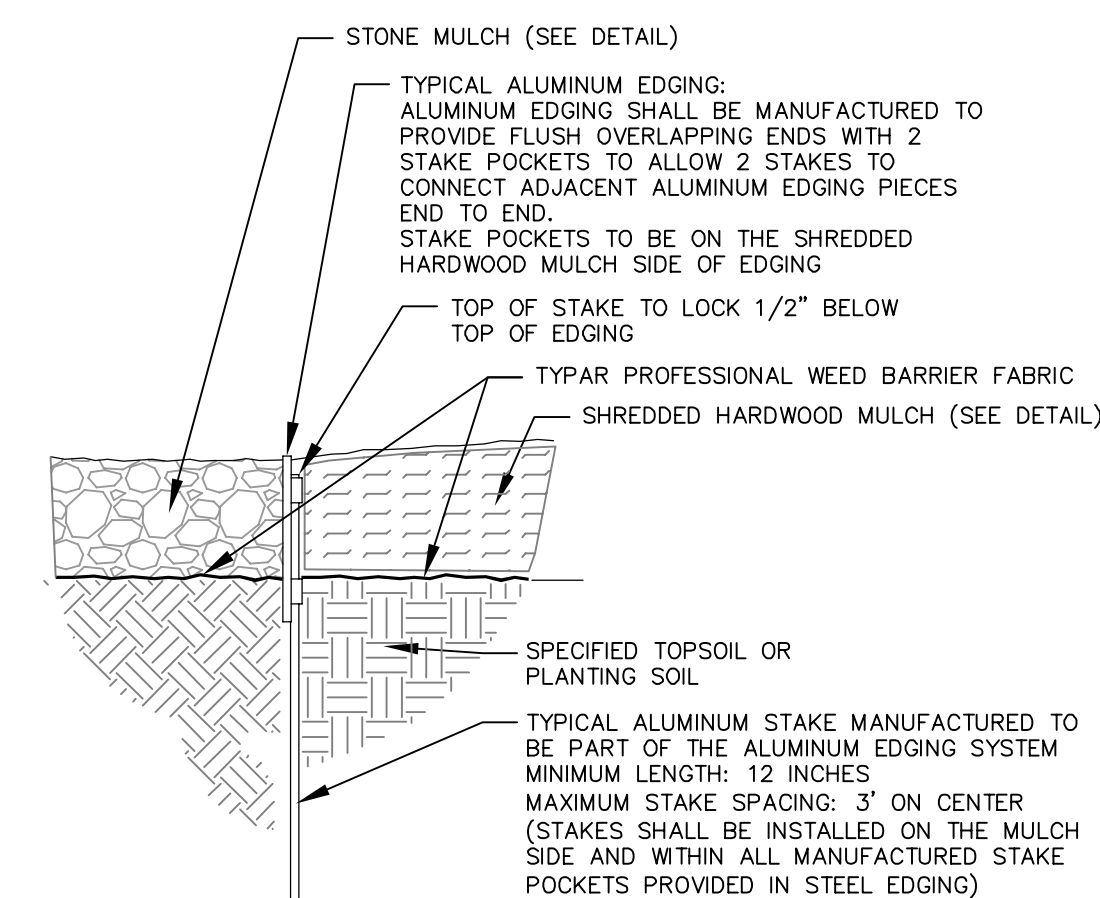 STONE MULCH (SEE DETAIL)
TYPICAL ALUMINUM EDGING:
ALUMINUM EDGING SHALL BE MANUFACTURED TO
PROVIDE FLUSH OVERLAPPING ENDS WITH 2
STAKE POCKETS TO ALLOW 2 STAKES TO
CONNECT ADJACENT ALUMINUM EDGING PIECES
END TO END.
STAKE POCKETS TO BE ON THE SHREDDED
HARDWOOD MULCH SIDE OF EDGING
TOP OF STAKE TO LOCK 1/2" BELOW
TOP OF EDGING
TYPAR PROFESSIONAL WEED BARRIER FABRIC
SHREDDED HARDWOOD MULCH (SEE DETAIL)
SPECIFIED TOPSOIL OR
PLANTING SOIL
TYPICAL ALUMINUM STAKE MANUFACTURED TO
BE PART OF THE ALUMINUM EDGING SYSTEM
MINIMUM LENGTH: 12 INCHES
MAXIMUM STAKE SPACING: 3' ON CENTER
(STAKES SHALL BE INSTALLED ON THE MULCH
SIDE AND WITHIN ALL MANUFACTURED STAKE
POCKETS PROVIDED IN STEEL EDGING)